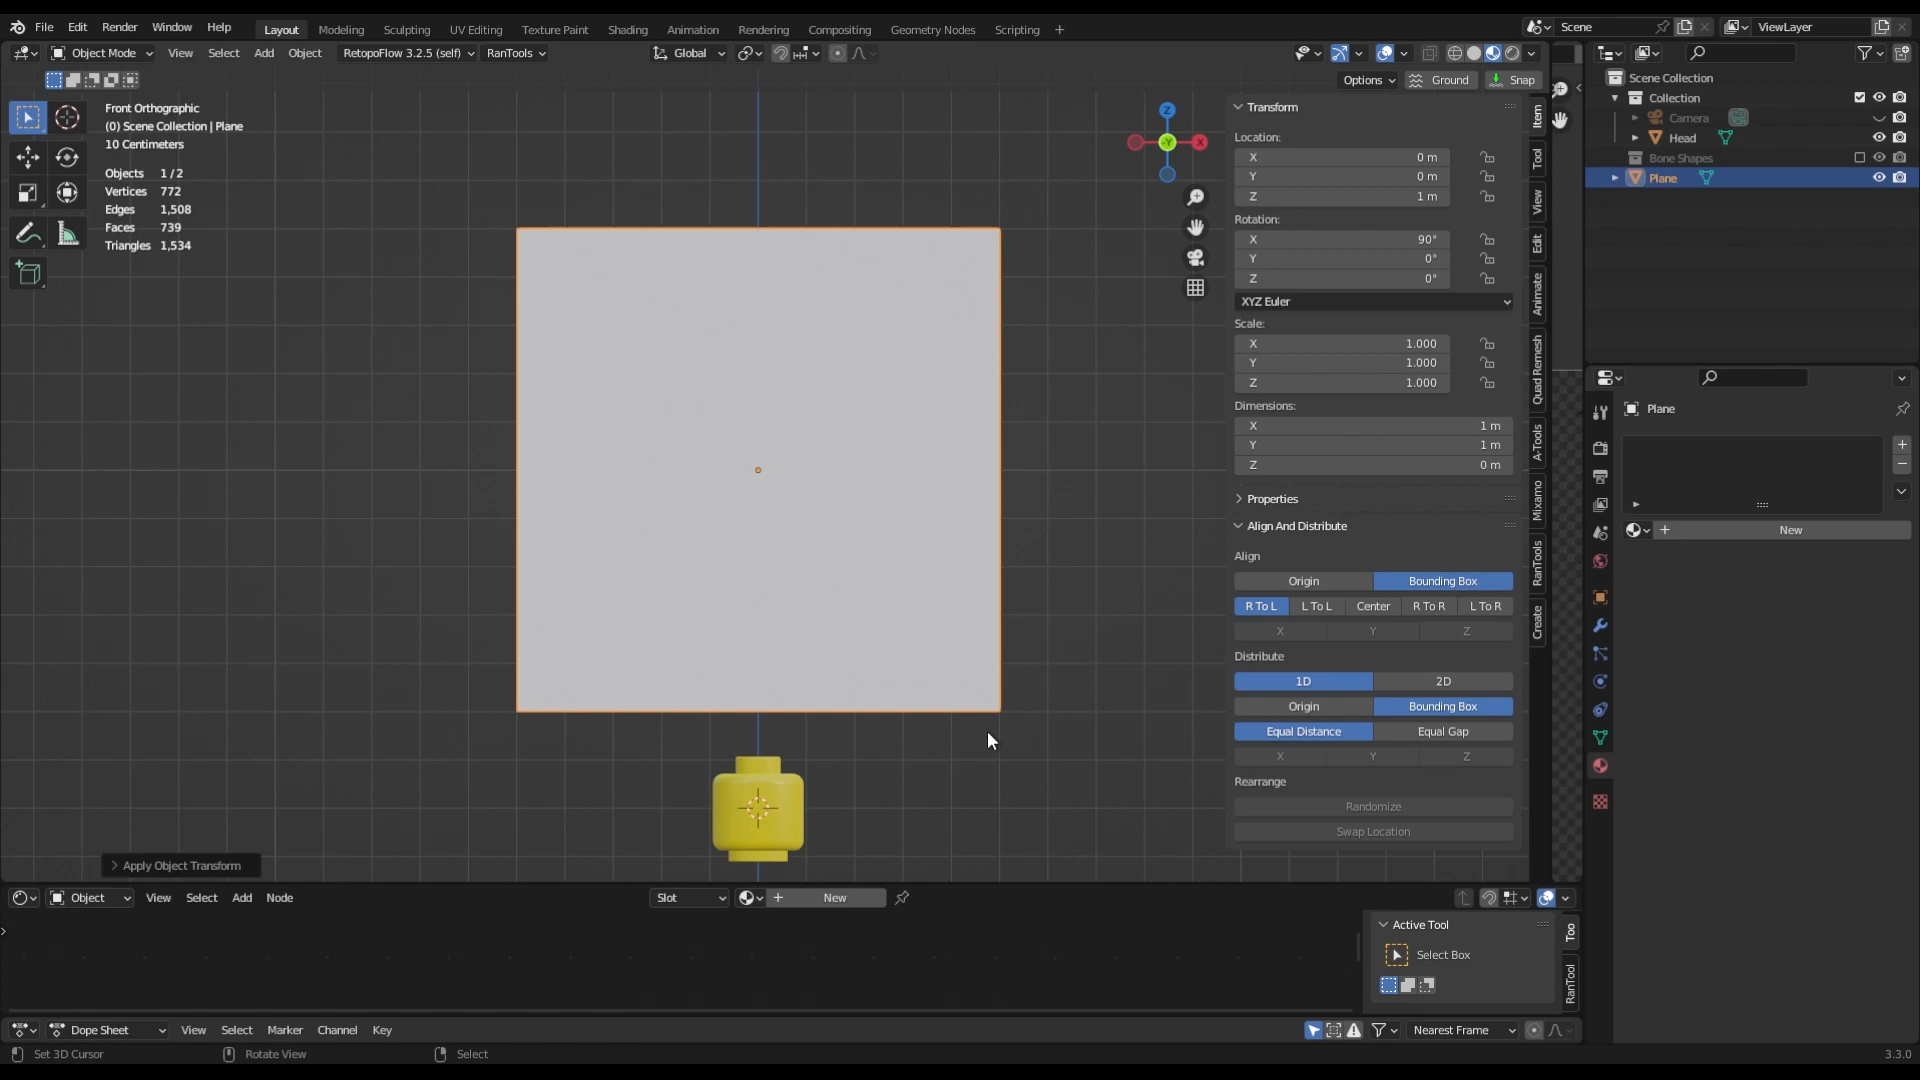 File Edit Render Window Help Layout Modeling Sculpting UV Editing Texture Paint Shading Animation Rendering Compositing Geometry Nodes Scripting + Scene ViewLayer
Object Mode View Select Add Object RetopoFlow 3.2.5 (self) RanTools Global
Options Ground Snap
Front Orthographic
(0) Scene Collection | Plane
10 Centimeters
Objects 1/2
Vertices 772
Edges 1,508
Faces 739
Triangles 1,534
Z
-Y
X
Transform
Location:
X 0 m
Y 0 m
Z 1 m
Rotation:
X 90°
Y 0°
Z 0°
XYZ Euler
Scale:
X 1.000
Y 1.000
Z 1.000
Dimensions:
X 1 m
Y 1 m
Z 0 m
Properties
Align And Distribute
Align
Origin Bounding Box
R To L L To L Center R To R L To R
X Y Z
Distribute
1D 2D
Origin Bounding Box
Equal Distance Equal Gap
X Y Z
Rearrange
Randomize
Swap Location
Item
Tool
View
Edit
Animate
Quad Remesh
A-Tools
Mixamo
RanTools
Create
Scene Collection
Collection
Camera
Head
Bone Shapes
Plane
Plane
New
Apply Object Transform
Object View Select Add Node Slot New
Active Tool
Select Box
Too
RanTool
Dope Sheet View Select Marker Channel Key Nearest Frame
Set 3D Cursor Rotate View Select 3.3.0